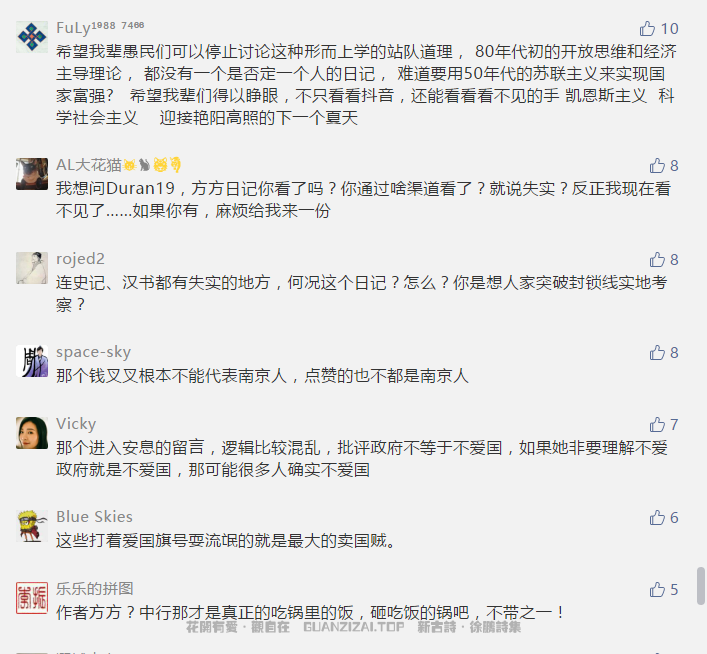 FuLy¹⁹⁸⁸ ⁷⁴⁶⁶
10
希望我辈愚民们可以停止讨论这种形而上学的站队道理， 80年代初的开放思维和经济
主导理论， 都没有一个是否定一个人的日记， 难道要用50年代的苏联主义来实现国
家富强? 希望我辈们得以睁眼，不只看看抖音，还能看看看不见的手 凯恩斯主义 科
学社会主义 迎接艳阳高照的下一个夏天
AL大花猫
8
我想问Duran19，方方日记你看了吗？你通过啥渠道看了？就说失实？反正我现在看
不见了……如果你有，麻烦给我来一份
rojed2
8
连史记、汉书都有失实的地方，何况这个日记？怎么？你是想人家突破封锁线实地考
察？
space-sky
8
那个钱叉叉根本不能代表南京人，点赞的也不都是南京人
Vicky
7
那个进入安息的留言，逻辑比较混乱，批评政府不等于不爱国，如果她非要理解不爱
政府就是不爱国，那可能很多人确实不爱国
Blue Skies
6
这些打着爱国旗号耍流氓的就是最大的卖国贼。
乐乐的拼图
5
作者方方？中行那才是真正的吃锅里的饭，砸吃饭的锅吧，不带之一！
花開有愛·觀自在 GUANZIZAI.TOP 新古詩·徐鵬詩集